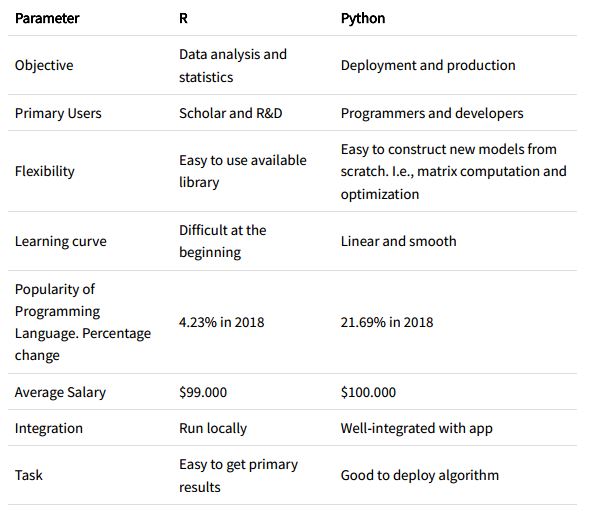 Parameter R Python
Objective
Data analysis and
statistics
Deployment and production
Primary Users Scholar and R&D Programmers and developers
Flexibility
Easy to use available
library
Easy to construct new models from
scratch. I.e., matrix computation and
optimization
Learning curve
Difficult at the
beginning
Linear and smooth
Popularity of
Programming
Language. Percentage
change
4.23% in 2018
21.69% in 2018
Average Salary $99.000 $100.000
Integration Run locally Well-integrated with app
Task
Easy to get primary
results
Good to deploy algorithm